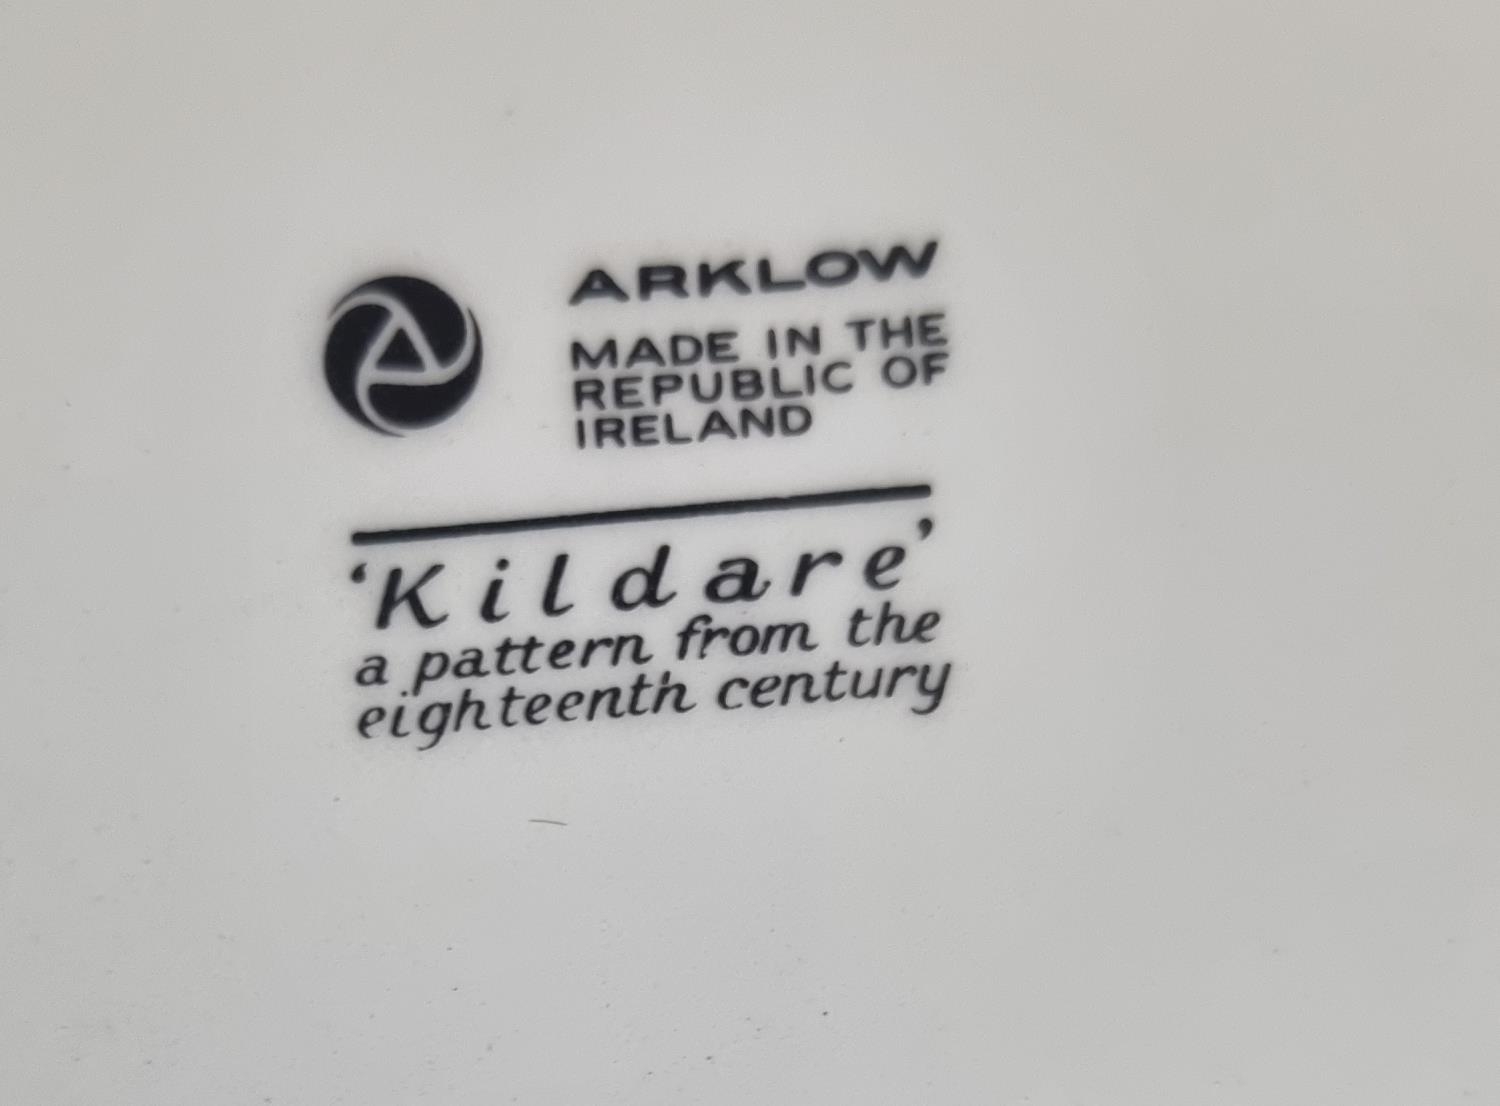 ARKLOW
MADE IN THE
REPUBLIC OF
IRELAND
‘Kildare’
a pattern from the
eighteenth century